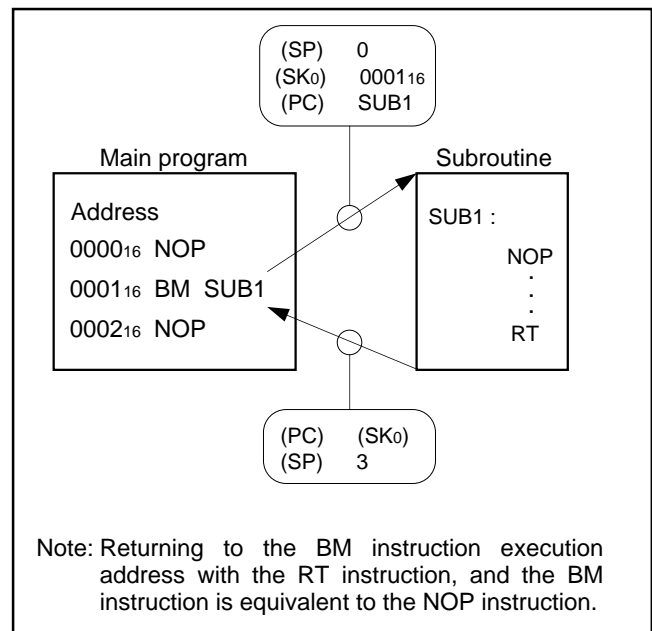 (SP) 0
(SK0) 000116
(PC) SUB1
Main program
Subroutine
Address
000016 NOP
000116 BM SUB1
000216 NOP
SUB1 :
NOP
·
·
·
RT
(PC) (SK0)
(SP) 3
Note: Returning to the BM instruction execution
address with the RT instruction, and the BM
instruction is equivalent to the NOP instruction.